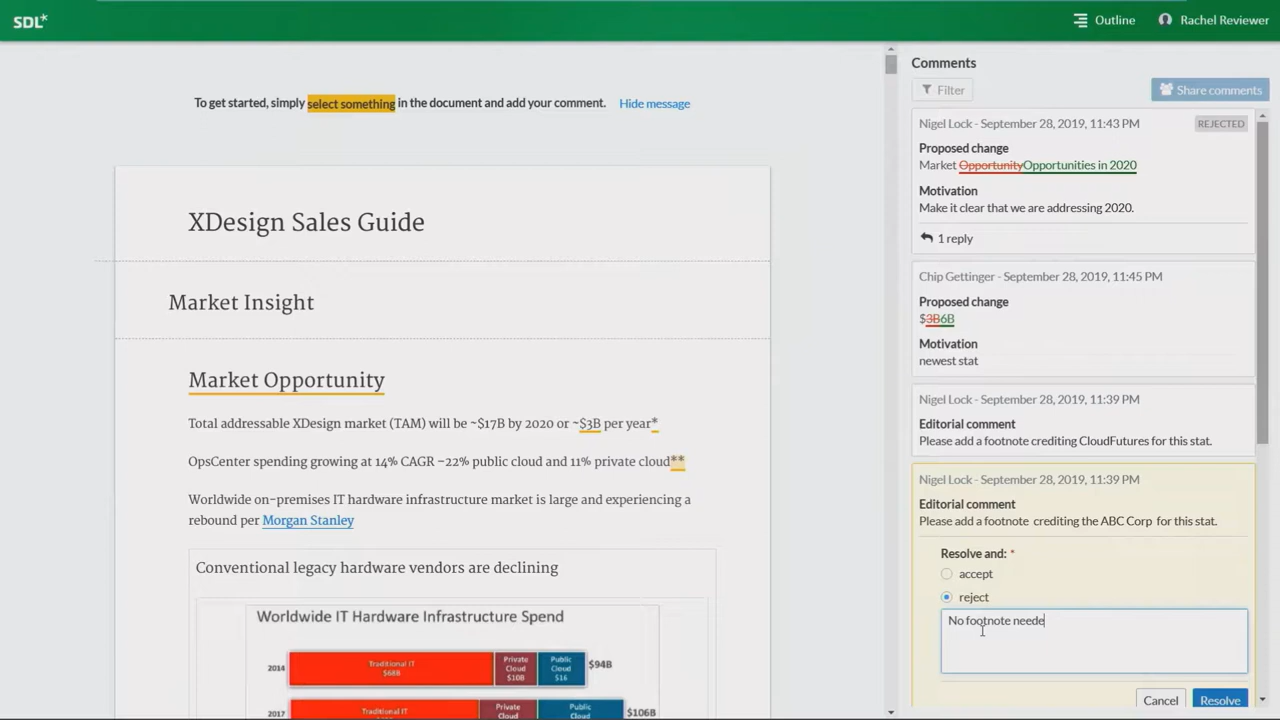 SDL*
Outline
Rachel Reviewer
To get started, simply select something in the document and add your comment. Hide message
XDesign Sales Guide
Market Insight
Market Opportunity
Total addressable XDesign market (TAM) will be ~$17B by 2020 or ~$3B per year*
OpsCenter spending growing at 14% CAGR –22% public cloud and 11% private cloud**
Worldwide on-premises IT hardware infrastructure market is large and experiencing a
rebound per Morgan Stanley
Conventional legacy hardware vendors are declining
Worldwide IT Hardware Infrastructure Spend
2014
Traditional IT
$68B
Private
Cloud
$10B
Public
Cloud
$16
$94B
2017
Traditional IT
Private
Cloud
Public
Cloud
$106B
Comments
Filter
Share comments
Nigel Lock - September 28, 2019, 11:43 PM
REJECTED
Proposed change
Market OpportunityOpportunities in 2020
Motivation
Make it clear that we are addressing 2020.
1 reply
Chip Gettinger - September 28, 2019, 11:45 PM
Proposed change
$3B6B
Motivation
newest stat
Nigel Lock - September 28, 2019, 11:39 PM
Editorial comment
Please add a footnote crediting CloudFutures for this stat.
Nigel Lock - September 28, 2019, 11:39 PM
Editorial comment
Please add a footnote crediting the ABC Corp for this stat.
Resolve and: *
accept
reject
No footnote neede
Cancel
Resolve